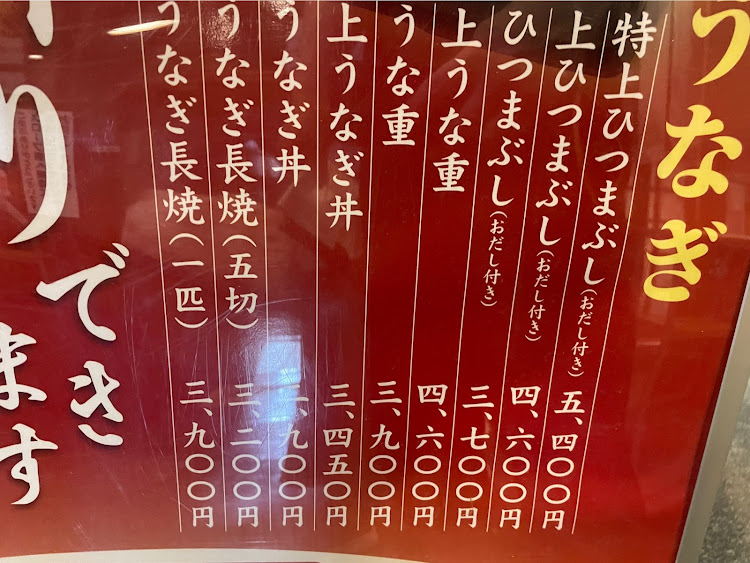 うなぎ
特上ひつまぶし(おだし付き) 五、四〇〇円
上ひつまぶし(おだし付き) 四、六〇〇円
ひつまぶし(おだし付き) 三、七〇〇円
上うな重 四、六〇〇円
うな重 三、九〇〇円
上うなぎ丼 三、四五〇円
うなぎ丼 二、九〇〇円
うなぎ長焼(五切) 三、二〇〇円
うなぎ長焼(一匹) 三、九〇〇円
りできます